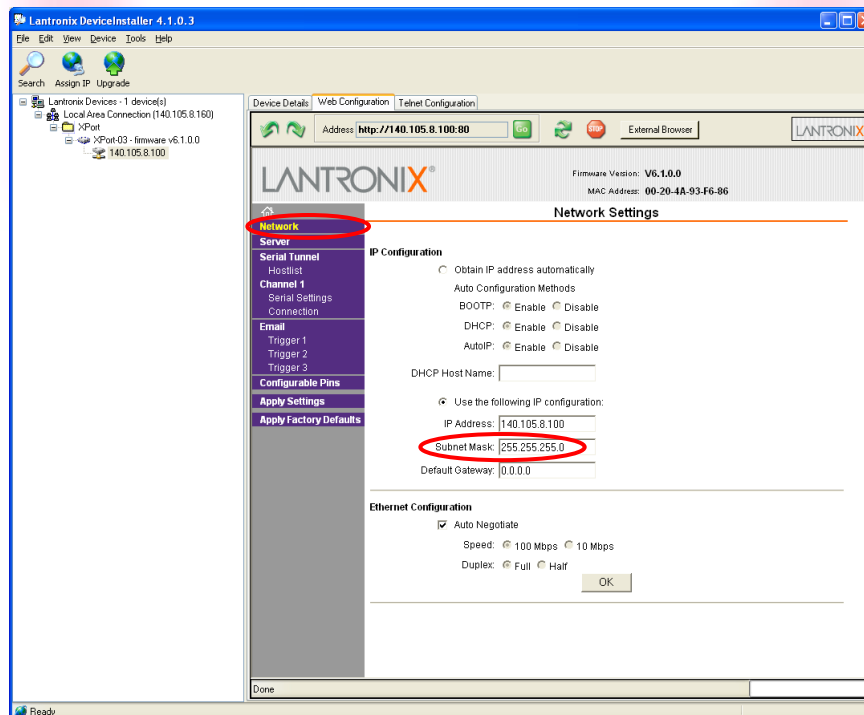 Lantronix DeviceInstaller 4.1.0.3
File Edit View Device Tools Help
Search Assign IP Upgrade
Lantronix Devices - 1 device(s)
Local Area Connection (140.105.8.160)
XPort
XPort-03 - firmware v6.1.0.0
140.105.8.100
Device Details Web Configuration Telnet Configuration
Address http://140.105.8.100:80 Go STOP External Browser LANTRONIX
LANTRONIX®
Firmware Version: V6.1.0.0
MAC Address: 00-20-4A-93-F6-86
Network
Server
Serial Tunnel
Hostlist
Channel 1
Serial Settings
Connection
Email
Trigger 1
Trigger 2
Trigger 3
Configurable Pins
Apply Settings
Apply Factory Defaults
Network Settings
IP Configuration
Obtain IP address automatically
Auto Configuration Methods
BOOTP: Enable Disable
DHCP: Enable Disable
AutoIP: Enable Disable
DHCP Host Name:
Use the following IP configuration:
IP Address: 140.105.8.100
Subnet Mask: 255.255.255.0
Default Gateway: 0.0.0.0
Ethernet Configuration
Auto Negotiate
Speed: 100 Mbps 10 Mbps
Duplex: Full Half
OK
Done
Ready